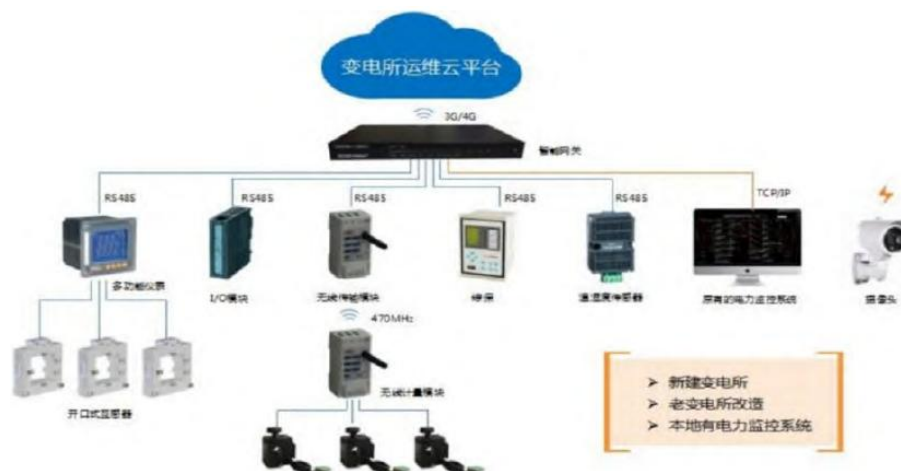 变电所运维云平台
3G/4G
智能网关
RS485
RS485
RS485
RS485
RS485
TCP/IP
多功能仪表
I/O模块
无线传输模块
综保
温湿度传感器
原有的电力监控系统
摄像头
470MHz
开口式互感器
无线计量模块
➢ 新建变电所
➢ 老变电所改造
➢ 本地有电力监控系统